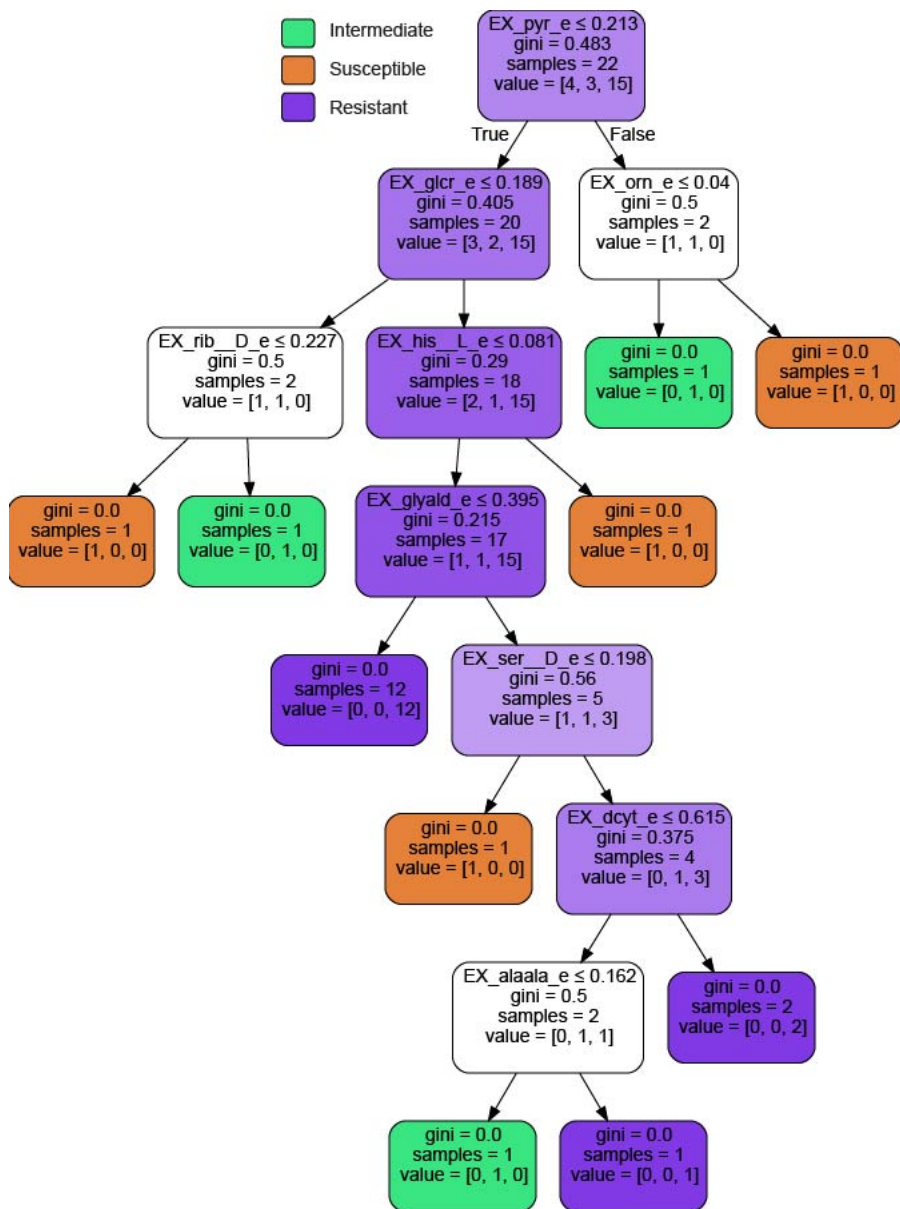 Intermediate
Susceptible
Resistant
EX_pyr_e ≤ 0.213
gini = 0.483
samples = 22
value = [4, 3, 15]
True
False
EX_glcr_e ≤ 0.189
gini = 0.405
samples = 20
value = [3, 2, 15]
EX_orn_e ≤ 0.04
gini = 0.5
samples = 2
value = [1, 1, 0]
EX_rib__D_e ≤ 0.227
gini = 0.5
samples = 2
value = [1, 1, 0]
EX_his__L_e ≤ 0.081
gini = 0.29
samples = 18
value = [2, 1, 15]
gini = 0.0
samples = 1
value = [0, 1, 0]
gini = 0.0
samples = 1
value = [1, 0, 0]
gini = 0.0
samples = 1
value = [1, 0, 0]
gini = 0.0
samples = 1
value = [0, 1, 0]
EX_glyald_e ≤ 0.395
gini = 0.215
samples = 17
value = [1, 1, 15]
gini = 0.0
samples = 1
value = [1, 0, 0]
gini = 0.0
samples = 12
value = [0, 0, 12]
EX_ser__D_e ≤ 0.198
gini = 0.56
samples = 5
value = [1, 1, 3]
gini = 0.0
samples = 1
value = [1, 0, 0]
EX_dcyt_e ≤ 0.615
gini = 0.375
samples = 4
value = [0, 1, 3]
EX_alaala_e ≤ 0.162
gini = 0.5
samples = 2
value = [0, 1, 1]
gini = 0.0
samples = 2
value = [0, 0, 2]
gini = 0.0
samples = 1
value = [0, 1, 0]
gini = 0.0
samples = 1
value = [0, 0, 1]